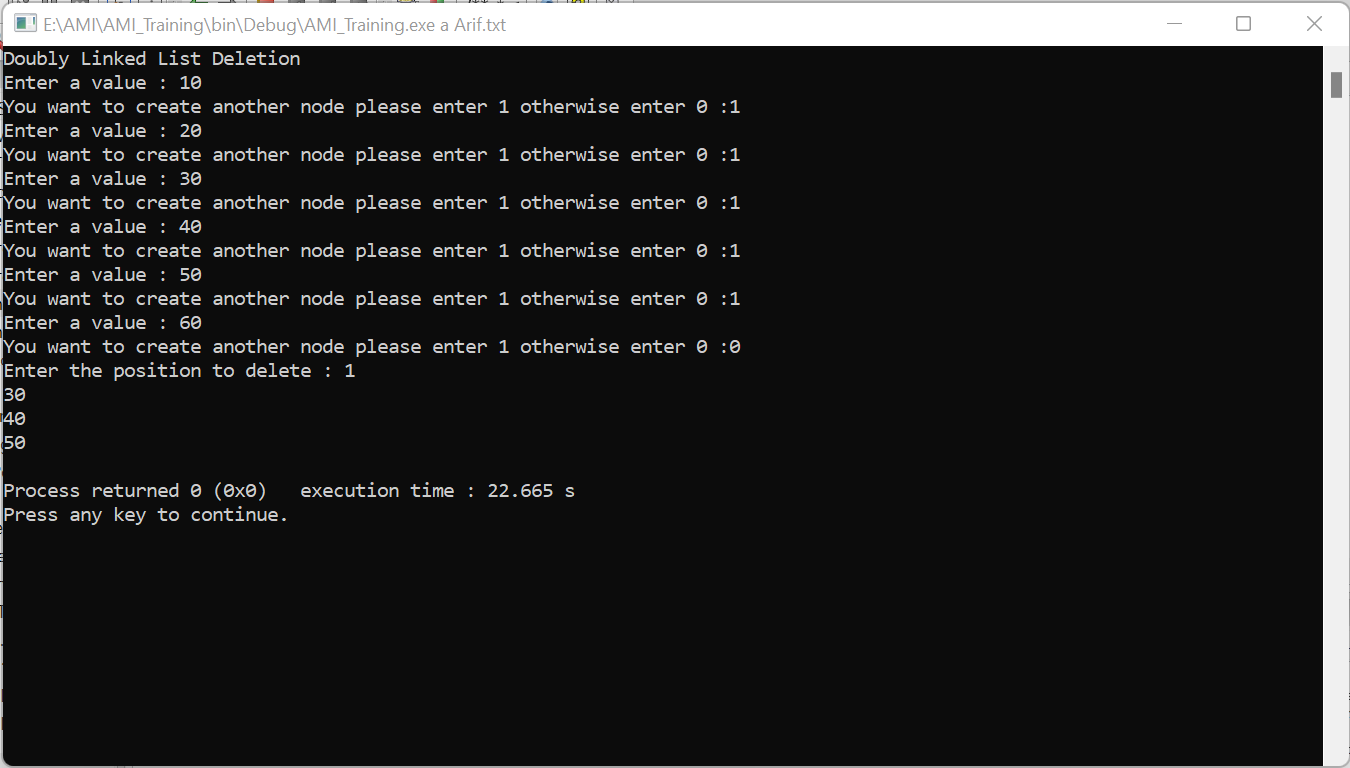 E:\AMI\AMI_Training\bin\Debug\AMI_Training.exe a Arif.txt
Doubly Linked List Deletion
Enter a value : 10
You want to create another node please enter 1 otherwise enter 0 :1
Enter a value : 20
You want to create another node please enter 1 otherwise enter 0 :1
Enter a value : 30
You want to create another node please enter 1 otherwise enter 0 :1
Enter a value : 40
You want to create another node please enter 1 otherwise enter 0 :1
Enter a value : 50
You want to create another node please enter 1 otherwise enter 0 :1
Enter a value : 60
You want to create another node please enter 1 otherwise enter 0 :0
Enter the position to delete : 1
30
40
50
Process returned 0 (0x0)   execution time : 22.665 s
Press any key to continue.